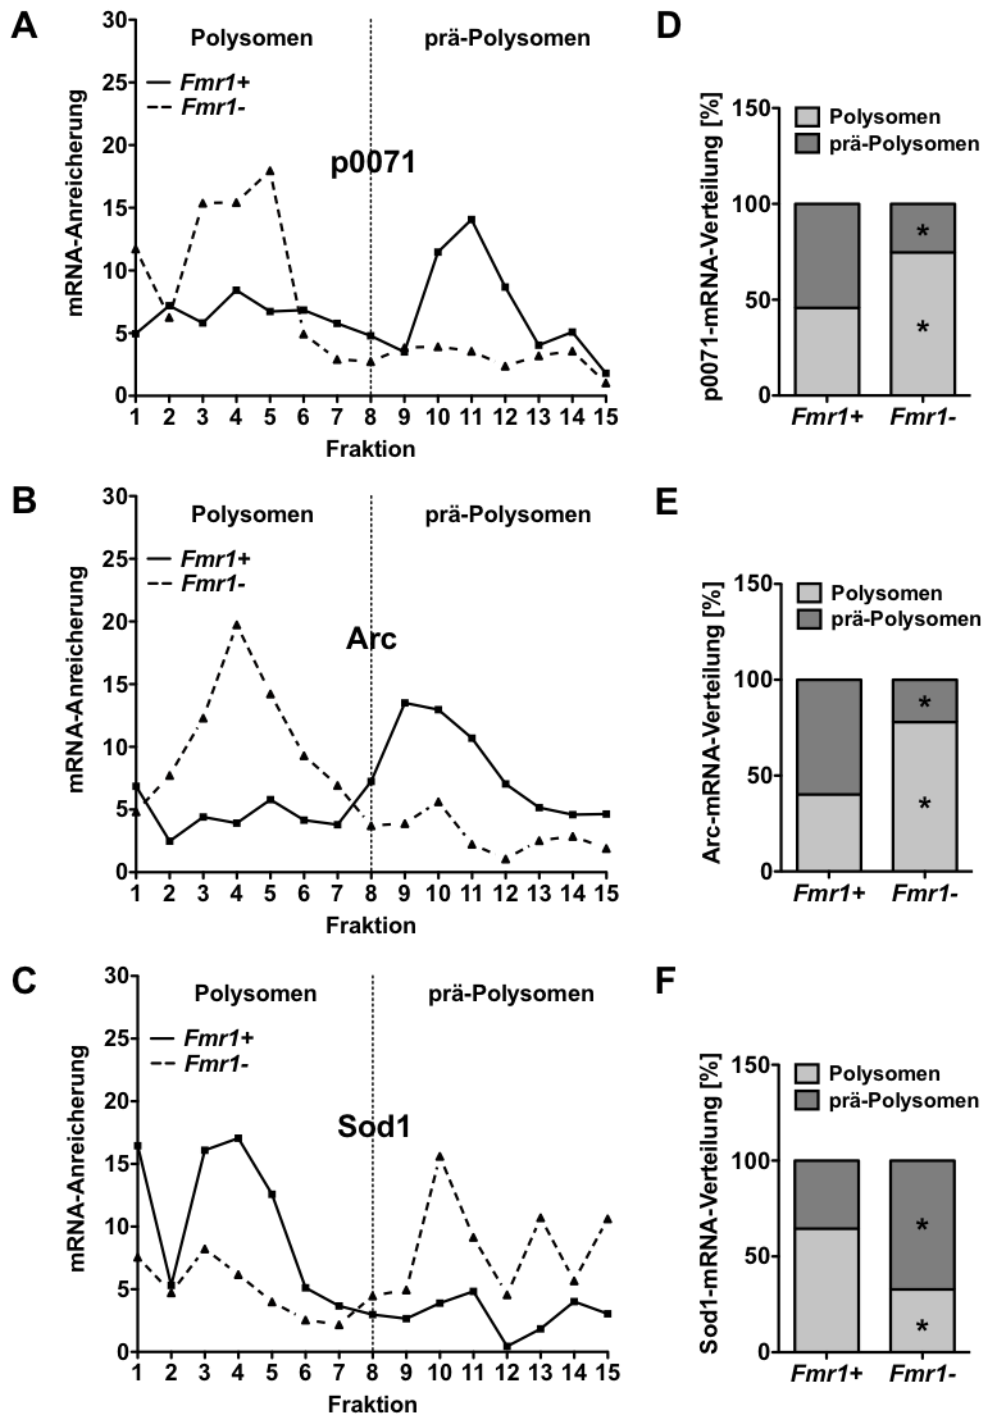 A
mRNA-Anreicherung
30
25
20
15
10
5
0
Polysomen
prä-Polysomen
Fmr1+
Fmr1-
p0071
1 2 3 4 5 6 7 8 9 10 11 12 13 14 15
Fraktion
D
p0071-mRNA-Verteilung [%]
150
100
50
0
Polysomen
prä-Polysomen
*
*
Fmr1+ Fmr1-
B
mRNA-Anreicherung
30
25
20
15
10
5
0
Polysomen
prä-Polysomen
Fmr1+
Fmr1-
Arc
1 2 3 4 5 6 7 8 9 10 11 12 13 14 15
Fraktion
E
Arc-mRNA-Verteilung [%]
150
100
50
0
Polysomen
prä-Polysomen
*
*
Fmr1+ Fmr1-
C
mRNA-Anreicherung
30
25
20
15
10
5
0
Polysomen
prä-Polysomen
Fmr1+
Fmr1-
Sod1
1 2 3 4 5 6 7 8 9 10 11 12 13 14 15
Fraktion
F
Sod1-mRNA-Verteilung [%]
150
100
50
0
Polysomen
prä-Polysomen
*
*
Fmr1+ Fmr1-